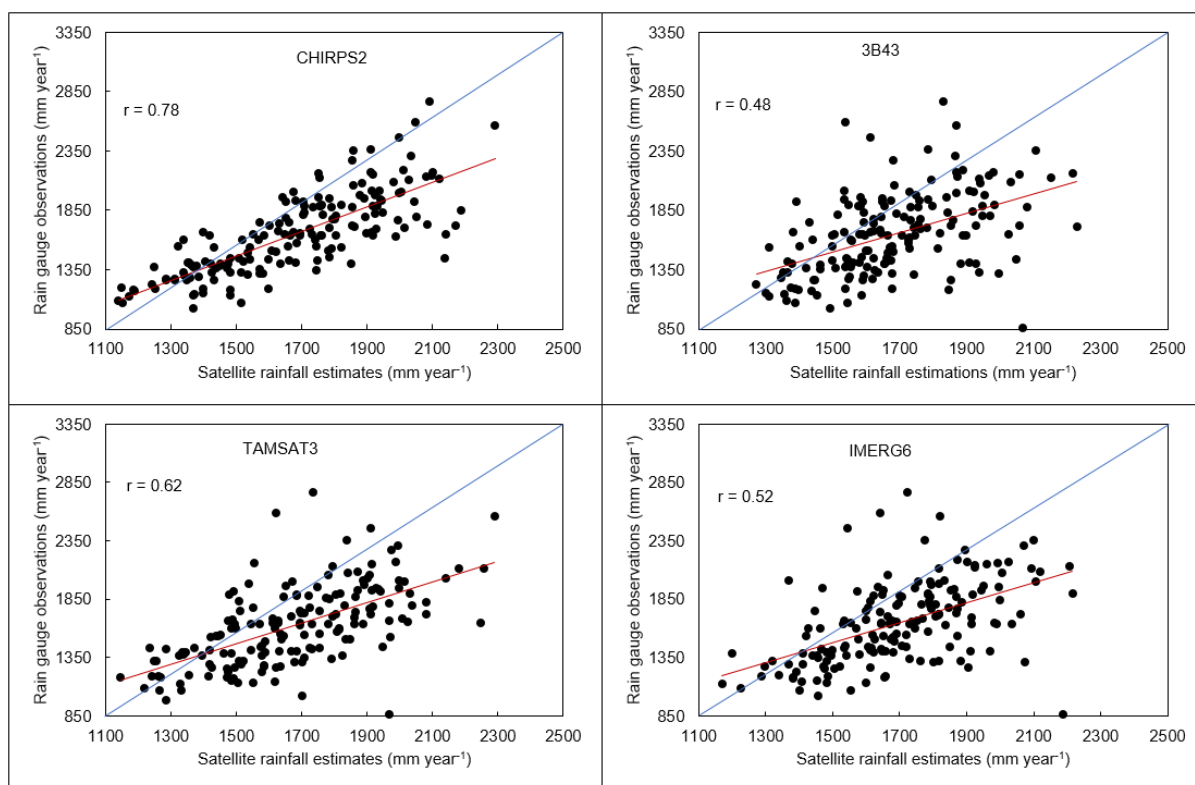 CHIRPS2
r = 0.78
Rain gauge observations (mm year⁻¹)
3350
2850
2350
1850
1350
850
1100 1300 1500 1700 1900 2100 2300 2500
Satellite rainfall estimates (mm year⁻¹)
3B43
r = 0.48
Rain gauge observations (mm year⁻¹)
3350
2850
2350
1850
1350
850
1100 1300 1500 1700 1900 2100 2300 2500
Satellite rainfall estimations (mm year⁻¹)
TAMSAT3
r = 0.62
Rain gauge observations (mm year⁻¹)
3350
2850
2350
1850
1350
850
1100 1300 1500 1700 1900 2100 2300 2500
Satellite rainfall estimates (mm year⁻¹)
IMERG6
r = 0.52
Rain gauge observations (mm year⁻¹)
3350
2850
2350
1850
1350
850
1100 1300 1500 1700 1900 2100 2300 2500
Satellite rainfall estimates (mm year⁻¹)